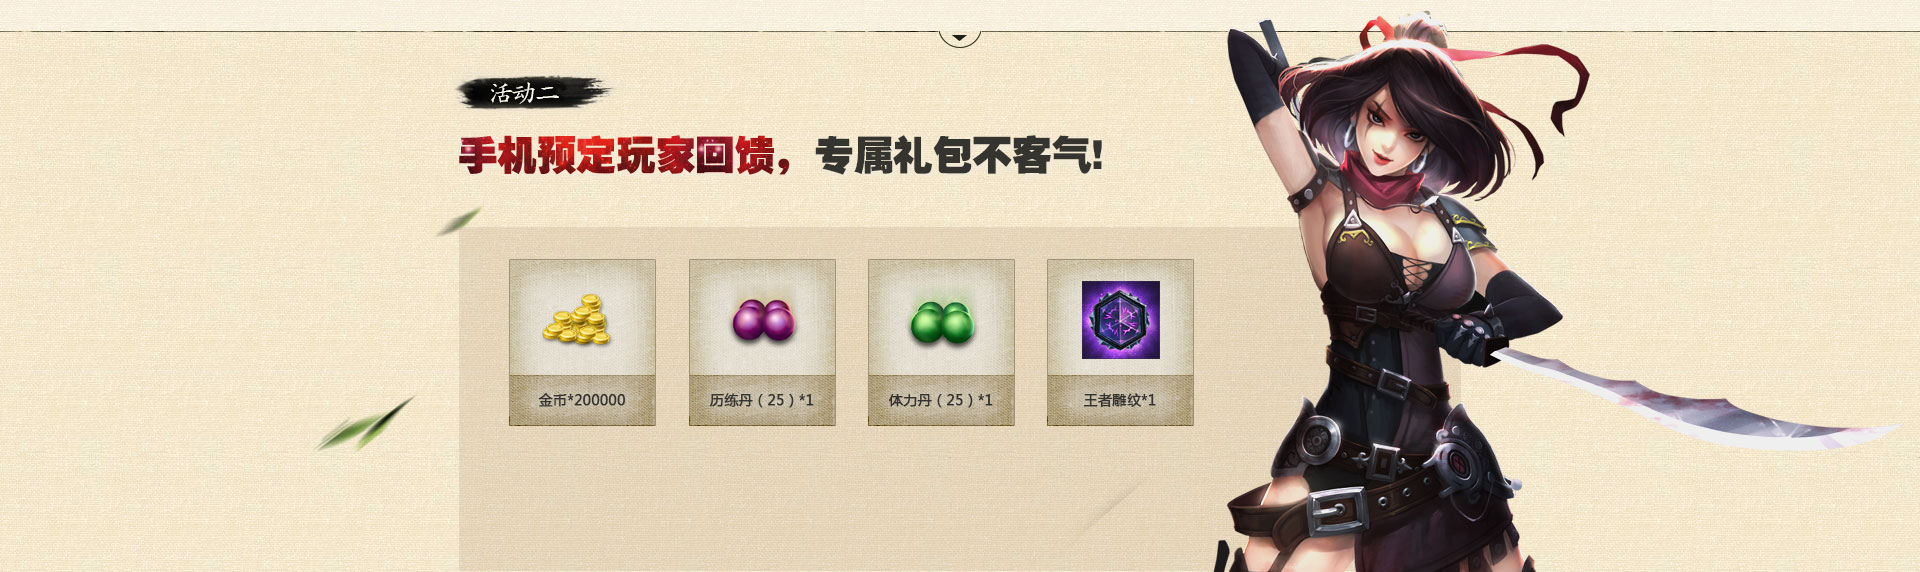 活动二
手机预定玩家回馈，专属礼包不客气!
金币*200000
历练丹（25）*1
体力丹（25）*1
王者雕纹*1